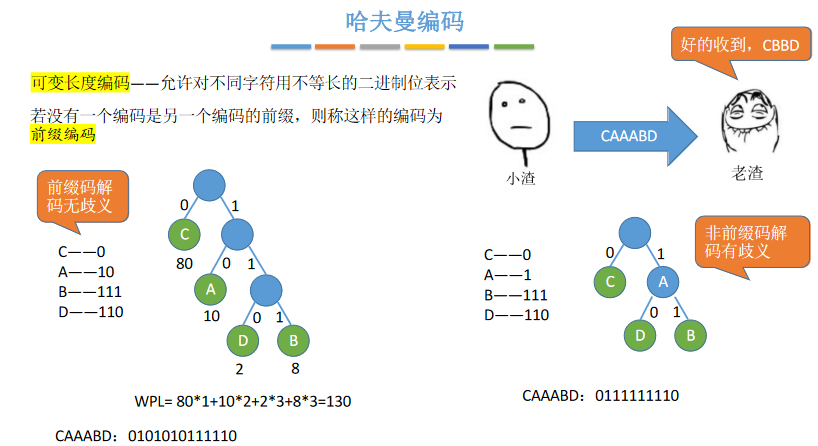 哈夫曼编码
可变长度编码——允许对不同字符用不等长的二进制位表示
若没有一个编码是另一个编码的前缀，则称这样的编码为
前缀编码
好的收到，CBBD
CAAABD
小渣
老渣
前缀码解
码无歧义
C——0
A——10
B——111
D——110
0
1
C
80
0
1
A
10
0
1
D
B
2
8
WPL= 80*1+10*2+2*3+8*3=130
CAAABD：0101010111110
C——0
A——1
B——111
D——110
0
1
C
A
0
1
D
B
非前缀码解
码有歧义
CAAABD：0111111110